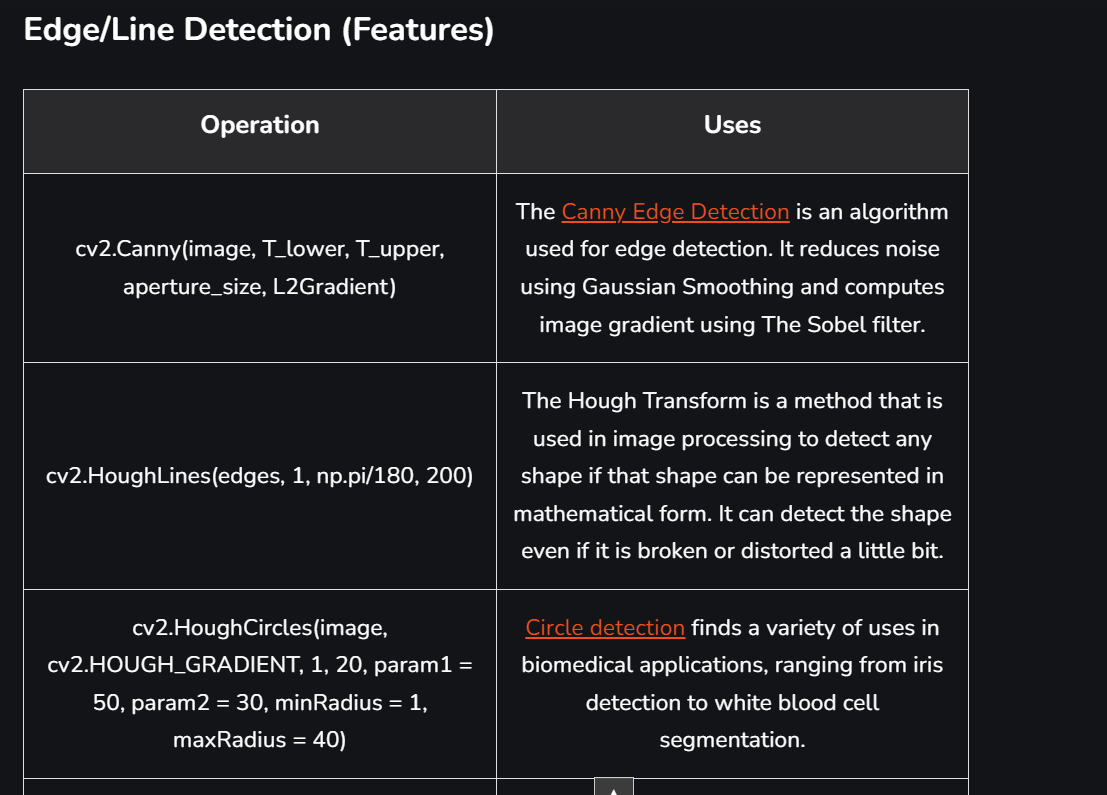 Edge/Line Detection (Features)
Operation
Uses
cv2.Canny(image, T_lower, T_upper,
aperture_size, L2Gradient)
The Canny Edge Detection is an algorithm
used for edge detection. It reduces noise
using Gaussian Smoothing and computes
image gradient using The Sobel filter.
cv2.HoughLines(edges, 1, np.pi/180, 200)
The Hough Transform is a method that is
used in image processing to detect any
shape if that shape can be represented in
mathematical form. It can detect the shape
even if it is broken or distorted a little bit.
cv2.HoughCircles(image,
cv2.HOUGH_GRADIENT, 1, 20, param1 =
50, param2 = 30, minRadius = 1,
maxRadius = 40)
Circle detection finds a variety of uses in
biomedical applications, ranging from iris
detection to white blood cell
segmentation.